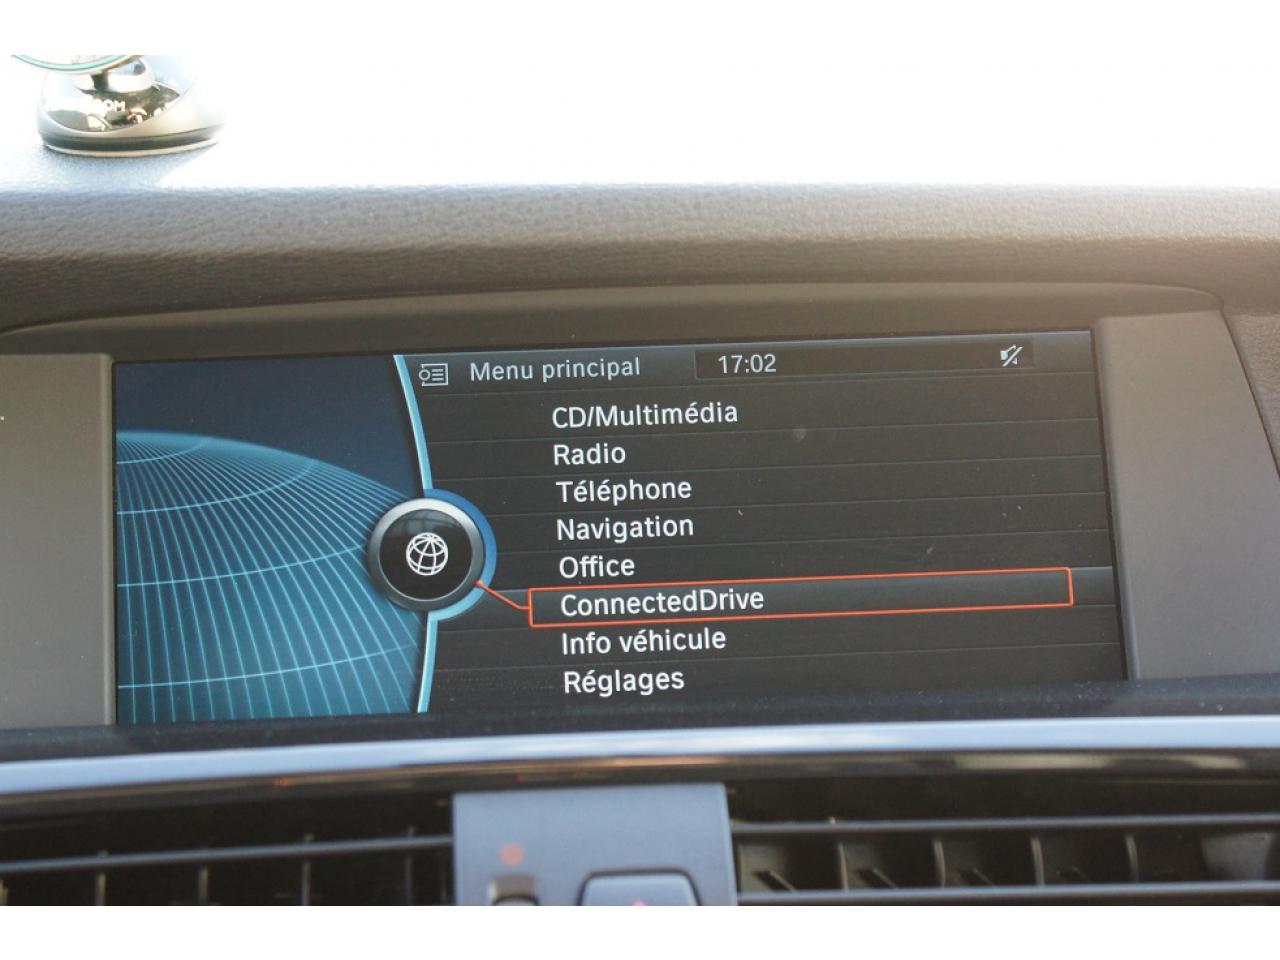 Menu principal 17:02
CD/Multimédia
Radio
Téléphone
Navigation
Office
ConnectedDrive
Info véhicule
Réglages